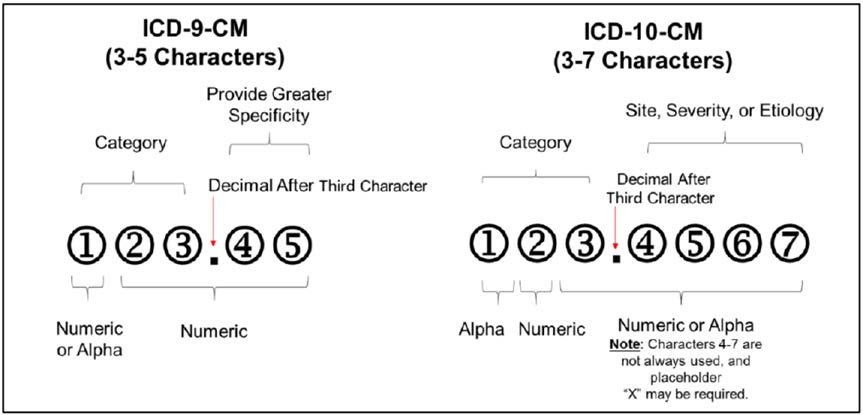 ICD-9-CM
(3-5 Characters)
Provide Greater
Specificity
Category
Decimal After Third Character
① ② ③ . ④ ⑤
Numeric
or Alpha
Numeric
ICD-10-CM
(3-7 Characters)
Site, Severity, or Etiology
Category
Decimal After
Third Character
① ② ③ . ④ ⑤ ⑥ ⑦
Alpha
Numeric
Numeric or Alpha
Note: Characters 4-7 are
not always used, and
placeholder
“X” may be required.